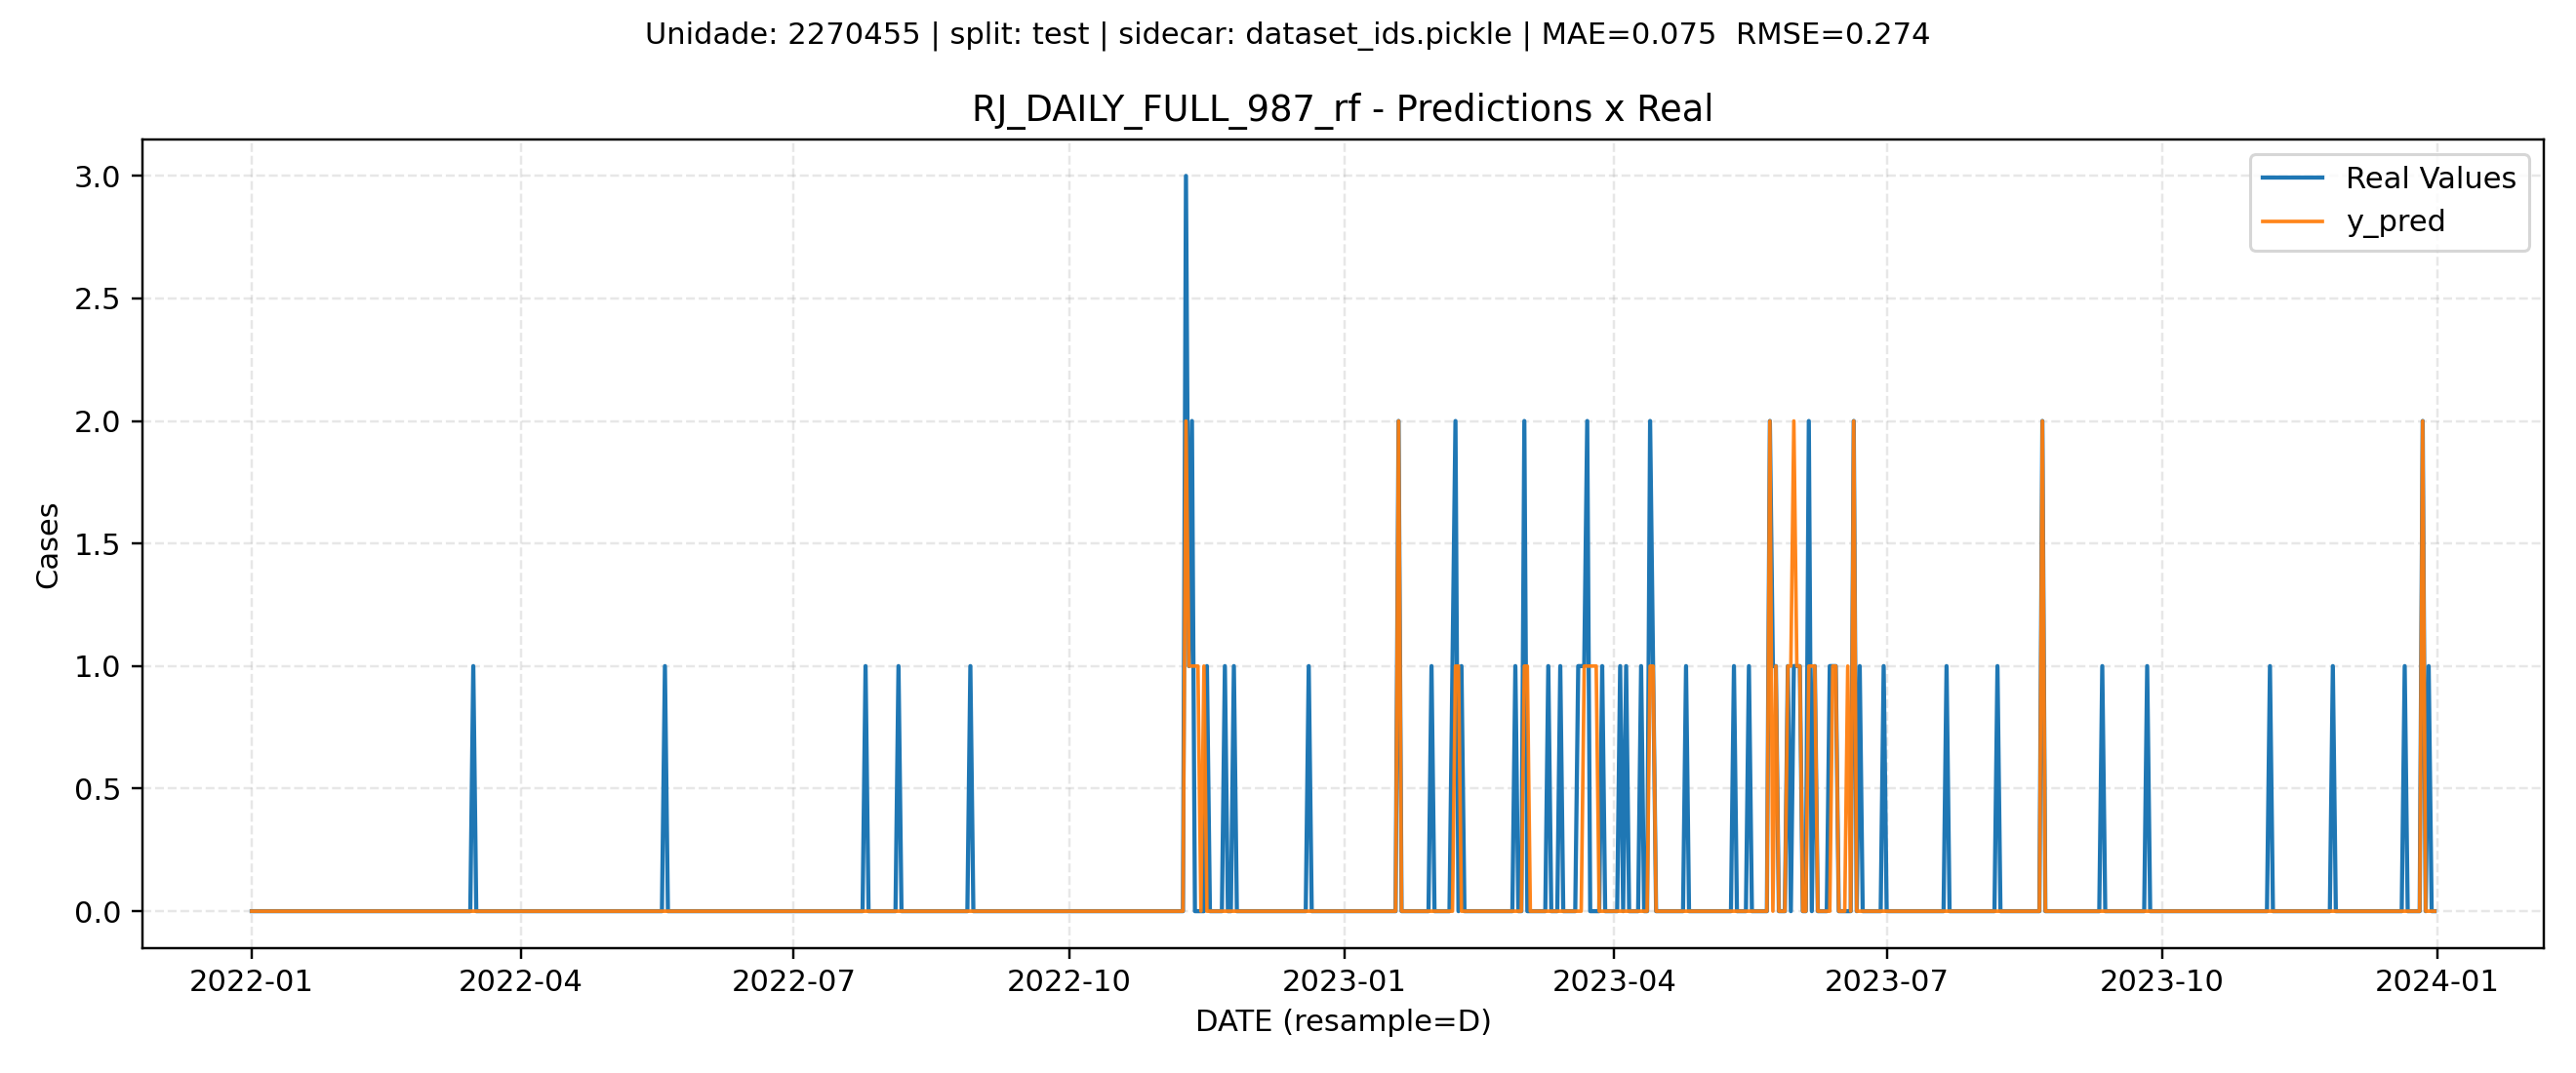 Unidade: 2270455 | split: test | sidecar: dataset_ids.pickle | MAE=0.075  RMSE=0.274
RJ_DAILY_FULL_987_rf - Predictions x Real
Real Values
y_pred
Cases
3.0
2.5
2.0
1.5
1.0
0.5
0.0
2022-01
2022-04
2022-07
2022-10
2023-01
2023-04
2023-07
2023-10
2024-01
DATE (resample=D)